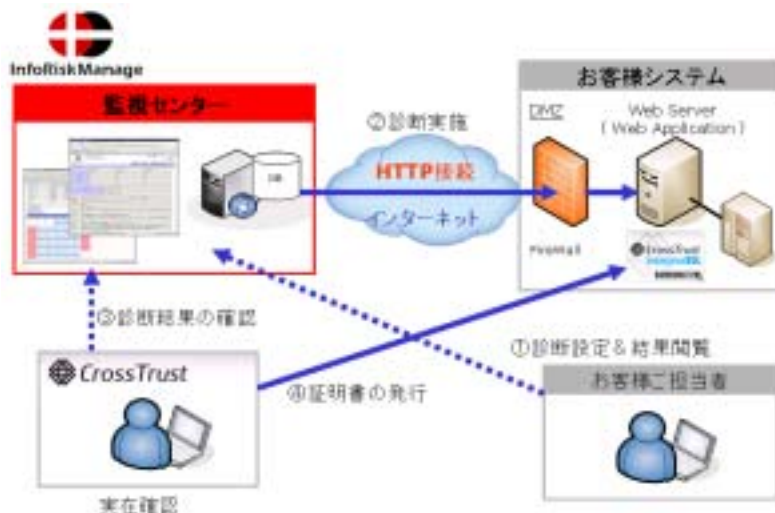 InfoRiskManage
監視センター
DB
②診断実施
HTTP接続
インターネット
お客様システム
DMZ
Web Server
( Web Application )
FireWall
CrossTrust
③診断結果の確認
①診断設定&結果閲覧
CrossTrust
④証明書の発行
お客様ご担当者
実在確認